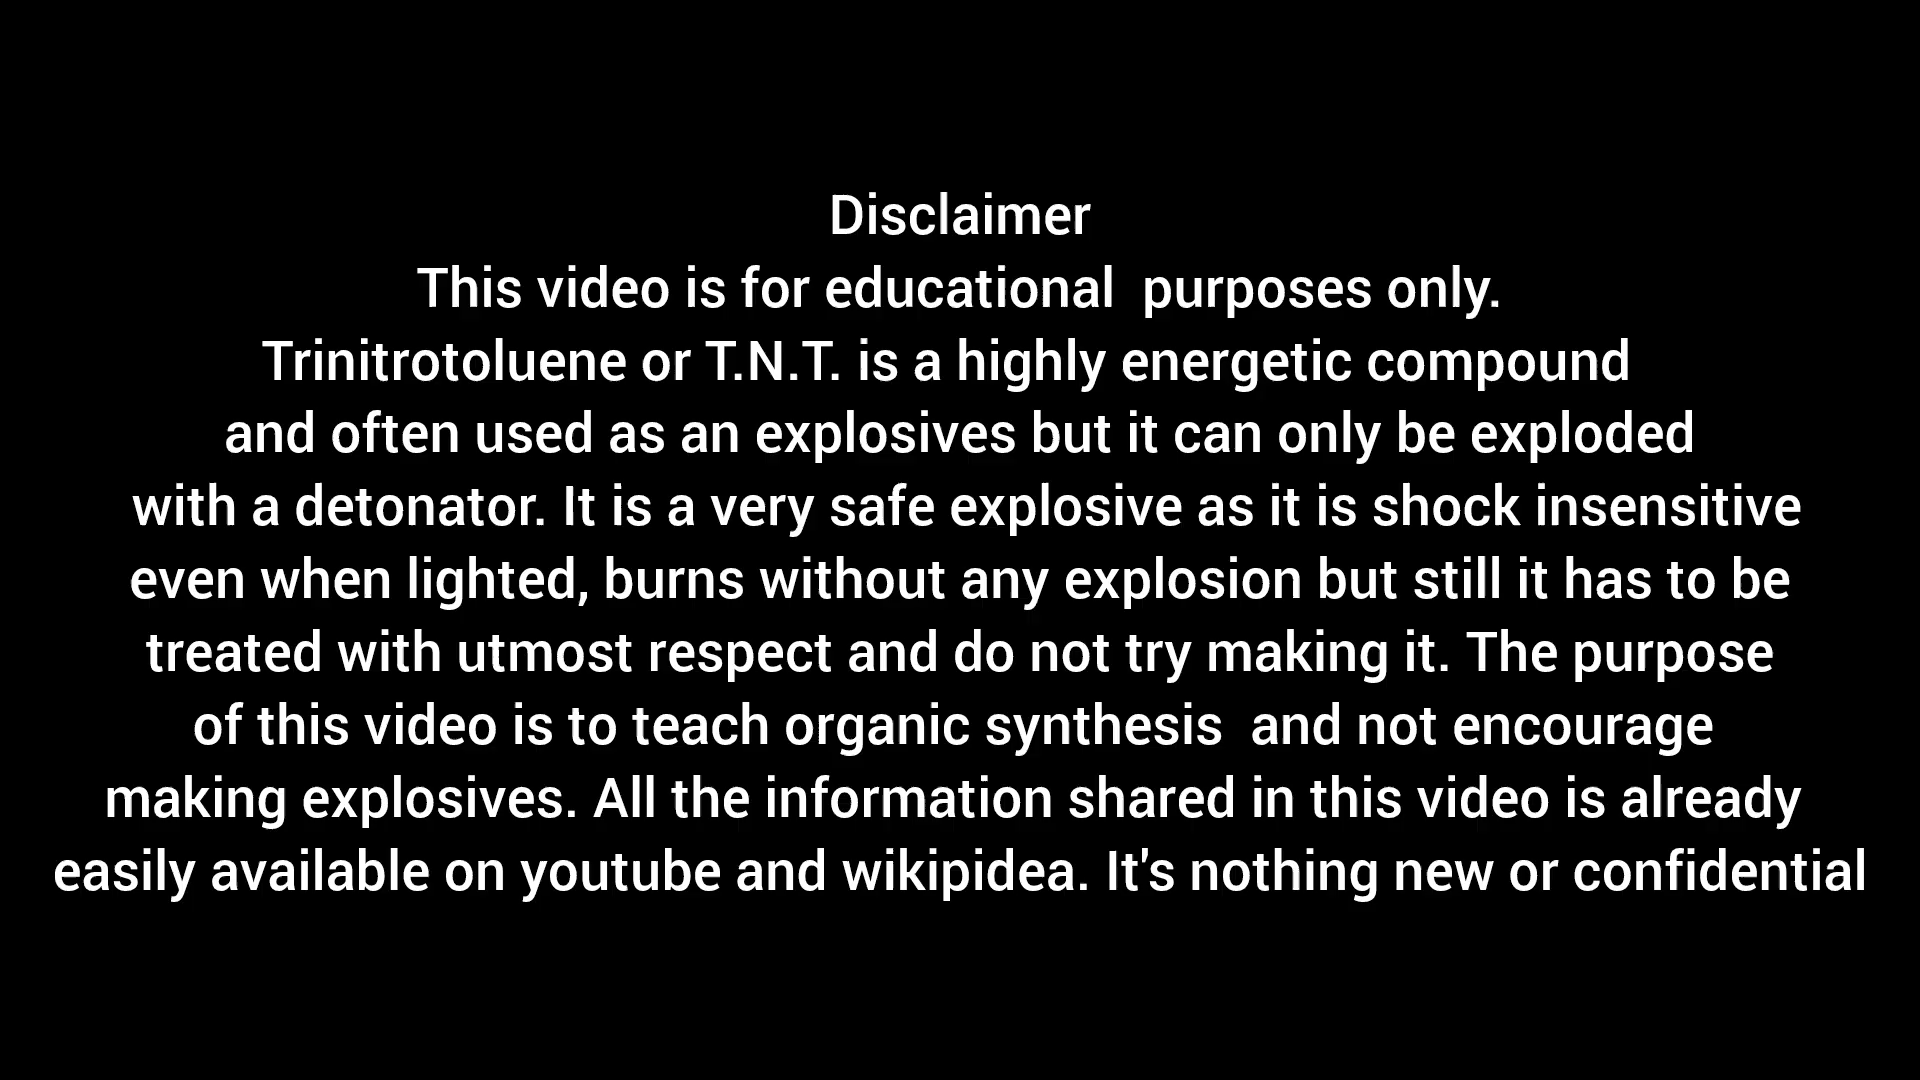 Disclaimer
This video is for educational  purposes only.
Trinitrotoluene or T.N.T. is a highly energetic compound
and often used as an explosives but it can only be exploded
with a detonator. It is a very safe explosive as it is shock insensitive
even when lighted, burns without any explosion but still it has to be
treated with utmost respect and do not try making it. The purpose
of this video is to teach organic synthesis  and not encourage
making explosives. All the information shared in this video is already
easily available on youtube and wikipidea. It's nothing new or confidential